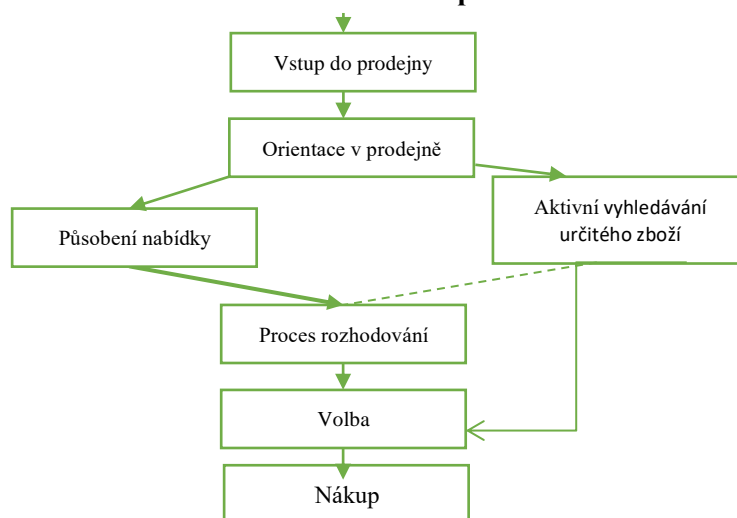 Vstup do prodejny
Orientace v prodejně
Působení nabídky
Aktivní vyhledávání
určitého zboží
Proces rozhodování
Volba
Nákup